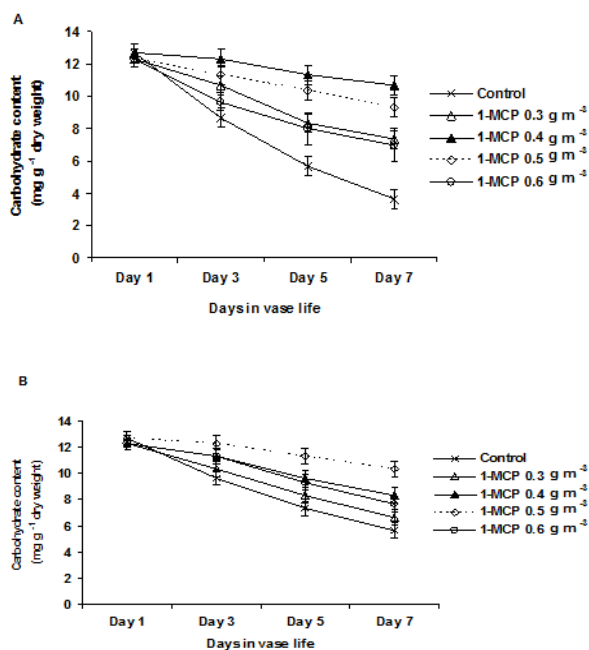 A
14
12
10
8
6
4
2
0
Carbohydrate content
(mg g⁻¹ dry weight)
Day 1 Day 3 Day 5 Day 7
Days in vase life
Control
1-MCP 0.3 g m⁻³
1-MCP 0.4 g m⁻³
1-MCP 0.5 g m⁻³
1-MCP 0.6 g m⁻³
B
14
12
10
8
6
4
2
0
Carbohydrate content
(mg g⁻¹ dry weight)
Day 1 Day 3 Day 5 Day 7
Days in vase life
Control
1-MCP 0.3 g m⁻³
1-MCP 0.4 g m⁻³
1-MCP 0.5 g m⁻³
1-MCP 0.6 g m⁻³